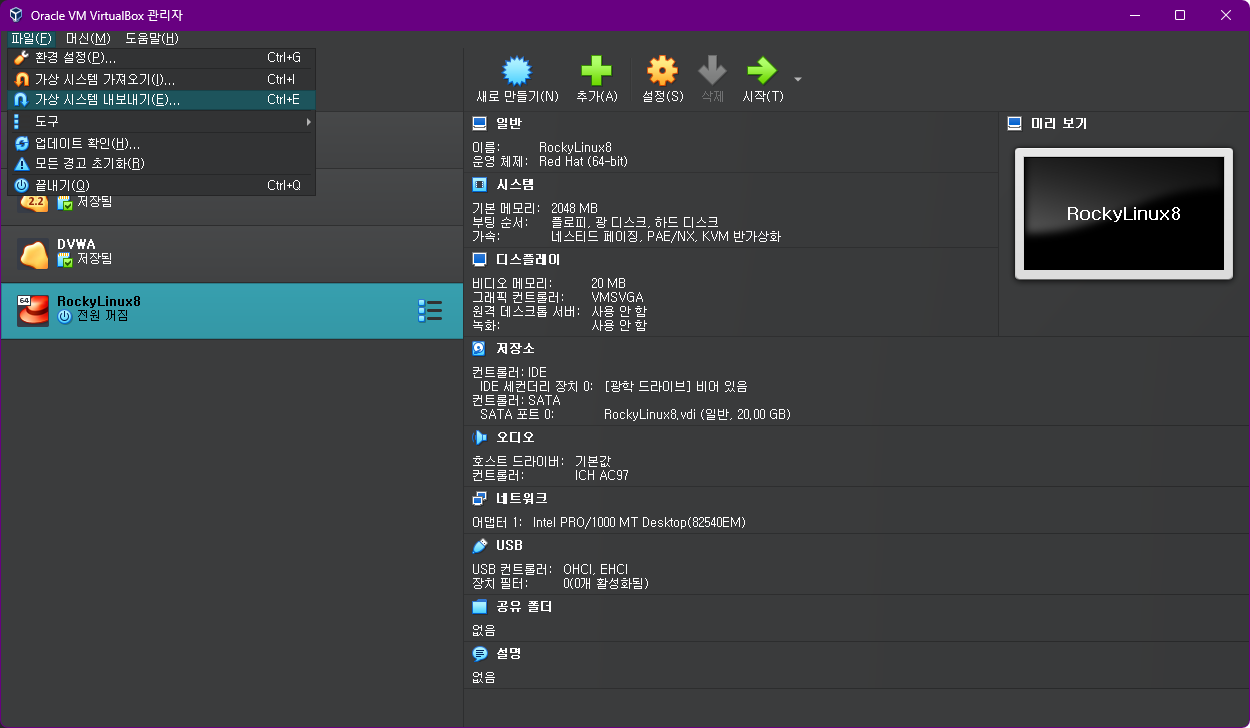 Oracle VM VirtualBox 관리자
파일(F) 머신(M) 도움말(H)
환경 설정(P)... Ctrl+G
가상 시스템 가져오기(I)... Ctrl+I
가상 시스템 내보내기(E)... Ctrl+E
도구
업데이트 확인(H)...
모든 경고 초기화(R)
끝내기(Q) Ctrl+Q
2.2 저장됨
DVWA
저장됨
64 RockyLinux8
전원 꺼짐
새로 만들기(N) 추가(A) 설정(S) 삭제 시작(T)
일반
이름: RockyLinux8
운영 체제: Red Hat (64-bit)
시스템
기본 메모리: 2048 MB
부팅 순서: 플로피, 광 디스크, 하드 디스크
가속: 네스티드 페이징, PAE/NX, KVM 반가상화
디스플레이
비디오 메모리: 20 MB
그래픽 컨트롤러: VMSVGA
원격 데스크톱 서버: 사용 안 함
녹화: 사용 안 함
미리 보기
RockyLinux8
저장소
컨트롤러: IDE
IDE 세컨더리 장치 0: [광학 드라이브] 비어 있음
컨트롤러: SATA
SATA 포트 0: RockyLinux8.vdi (일반, 20.00 GB)
오디오
호스트 드라이버: 기본값
컨트롤러: ICH AC97
네트워크
어댑터 1: Intel PRO/1000 MT Desktop(82540EM)
USB
USB 컨트롤러: OHCI, EHCI
장치 필터: 0(0개 활성화됨)
공유 폴더
없음
설명
없음